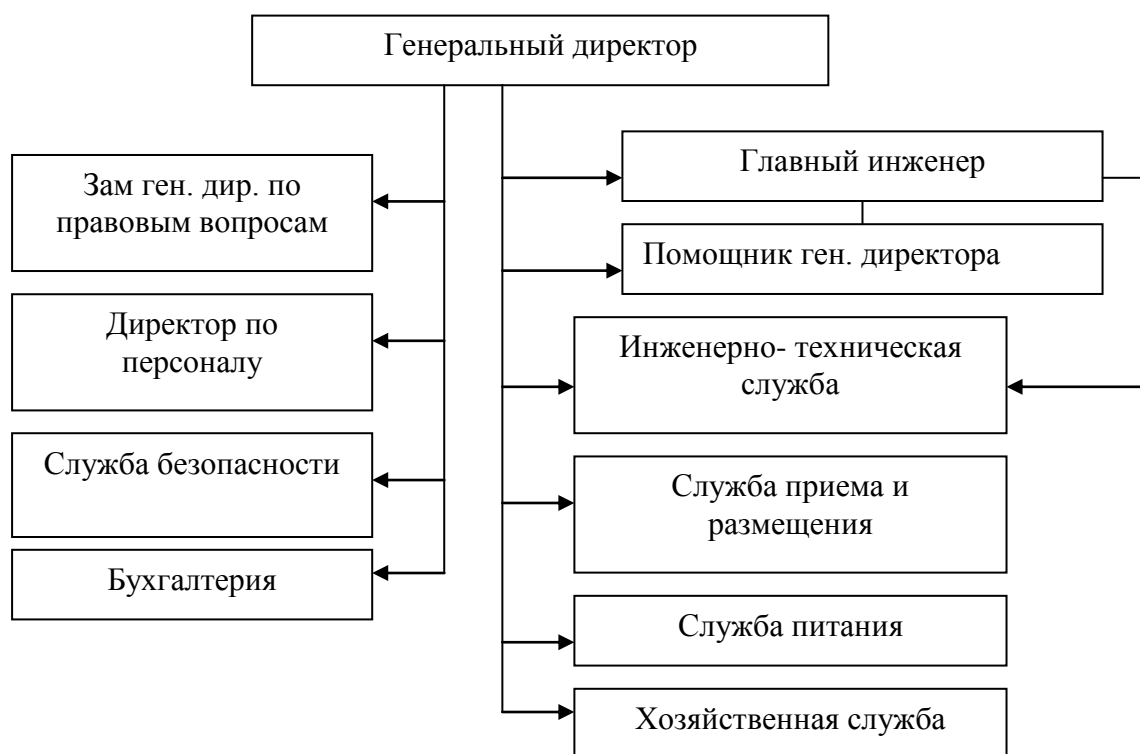 Генеральный директор
Зам ген. дир. по
правовым вопросам
Директор по
персоналу
Служба безопасности
Бухгалтерия
Главный инженер
Помощник ген. директора
Инженерно- техническая
служба
Служба приема и
размещения
Служба питания
Хозяйственная служба